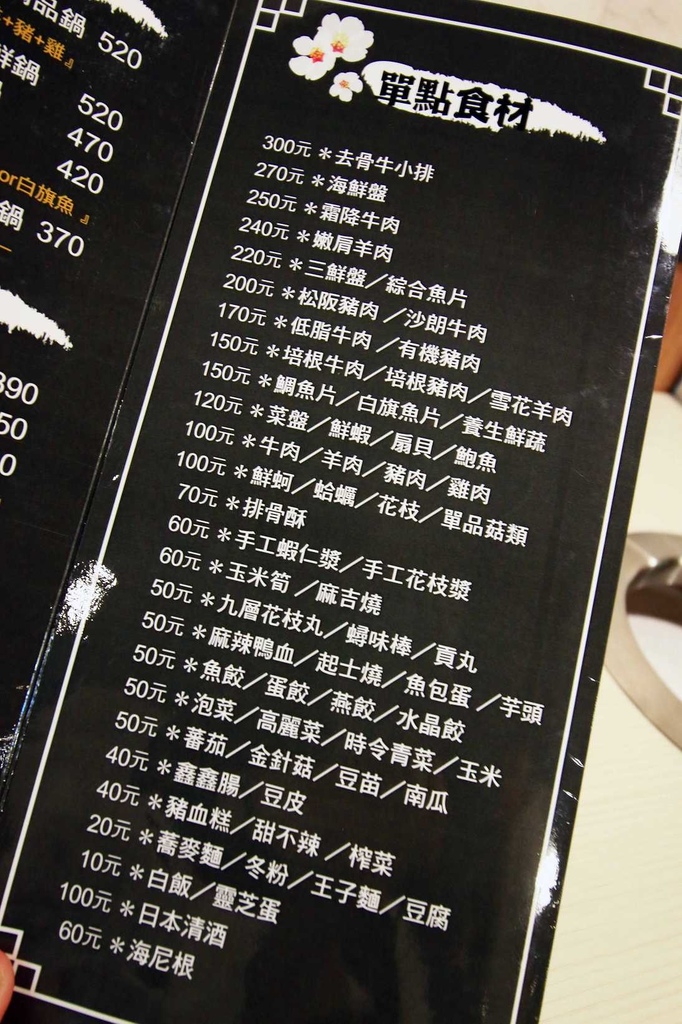 品鍋 520
+豬+雞』
鮮鍋 520
470
420
or白旗魚』
鍋 370
390
50
0
單點食材
300元 *去骨牛小排
270元 *海鮮盤
250元 *霜降牛肉
240元 *嫩肩羊肉
220元 *三鮮盤／綜合魚片
200元 *松阪豬肉／沙朗牛肉
170元 *低脂牛肉／有機豬肉
150元 *培根牛肉／培根豬肉／雪花羊肉
150元 *鯛魚片／白旗魚片／養生鮮蔬
120元 *菜盤／鮮蝦／扇貝／鮑魚
100元 *牛肉／羊肉／豬肉／雞肉
100元 *鮮蚵／蛤蠣／花枝／單品菇類
70元 *排骨酥
60元 *手工蝦仁漿／手工花枝漿
60元 *玉米筍／麻吉燒
50元 *九層花枝丸／蟳味棒／貢丸
50元 *麻辣鴨血／起士燒／魚包蛋／芋頭
50元 *魚餃／蛋餃／燕餃／水晶餃
50元 *泡菜／高麗菜／時令青菜／玉米
50元 *蕃茄／金針菇／豆苗／南瓜
40元 *鑫鑫腸／豆皮
40元 *豬血糕／甜不辣／榨菜
20元 *蕎麥麵／冬粉／王子麵／豆腐
10元 *白飯／靈芝蛋
100元 *日本清酒
60元 *海尼根